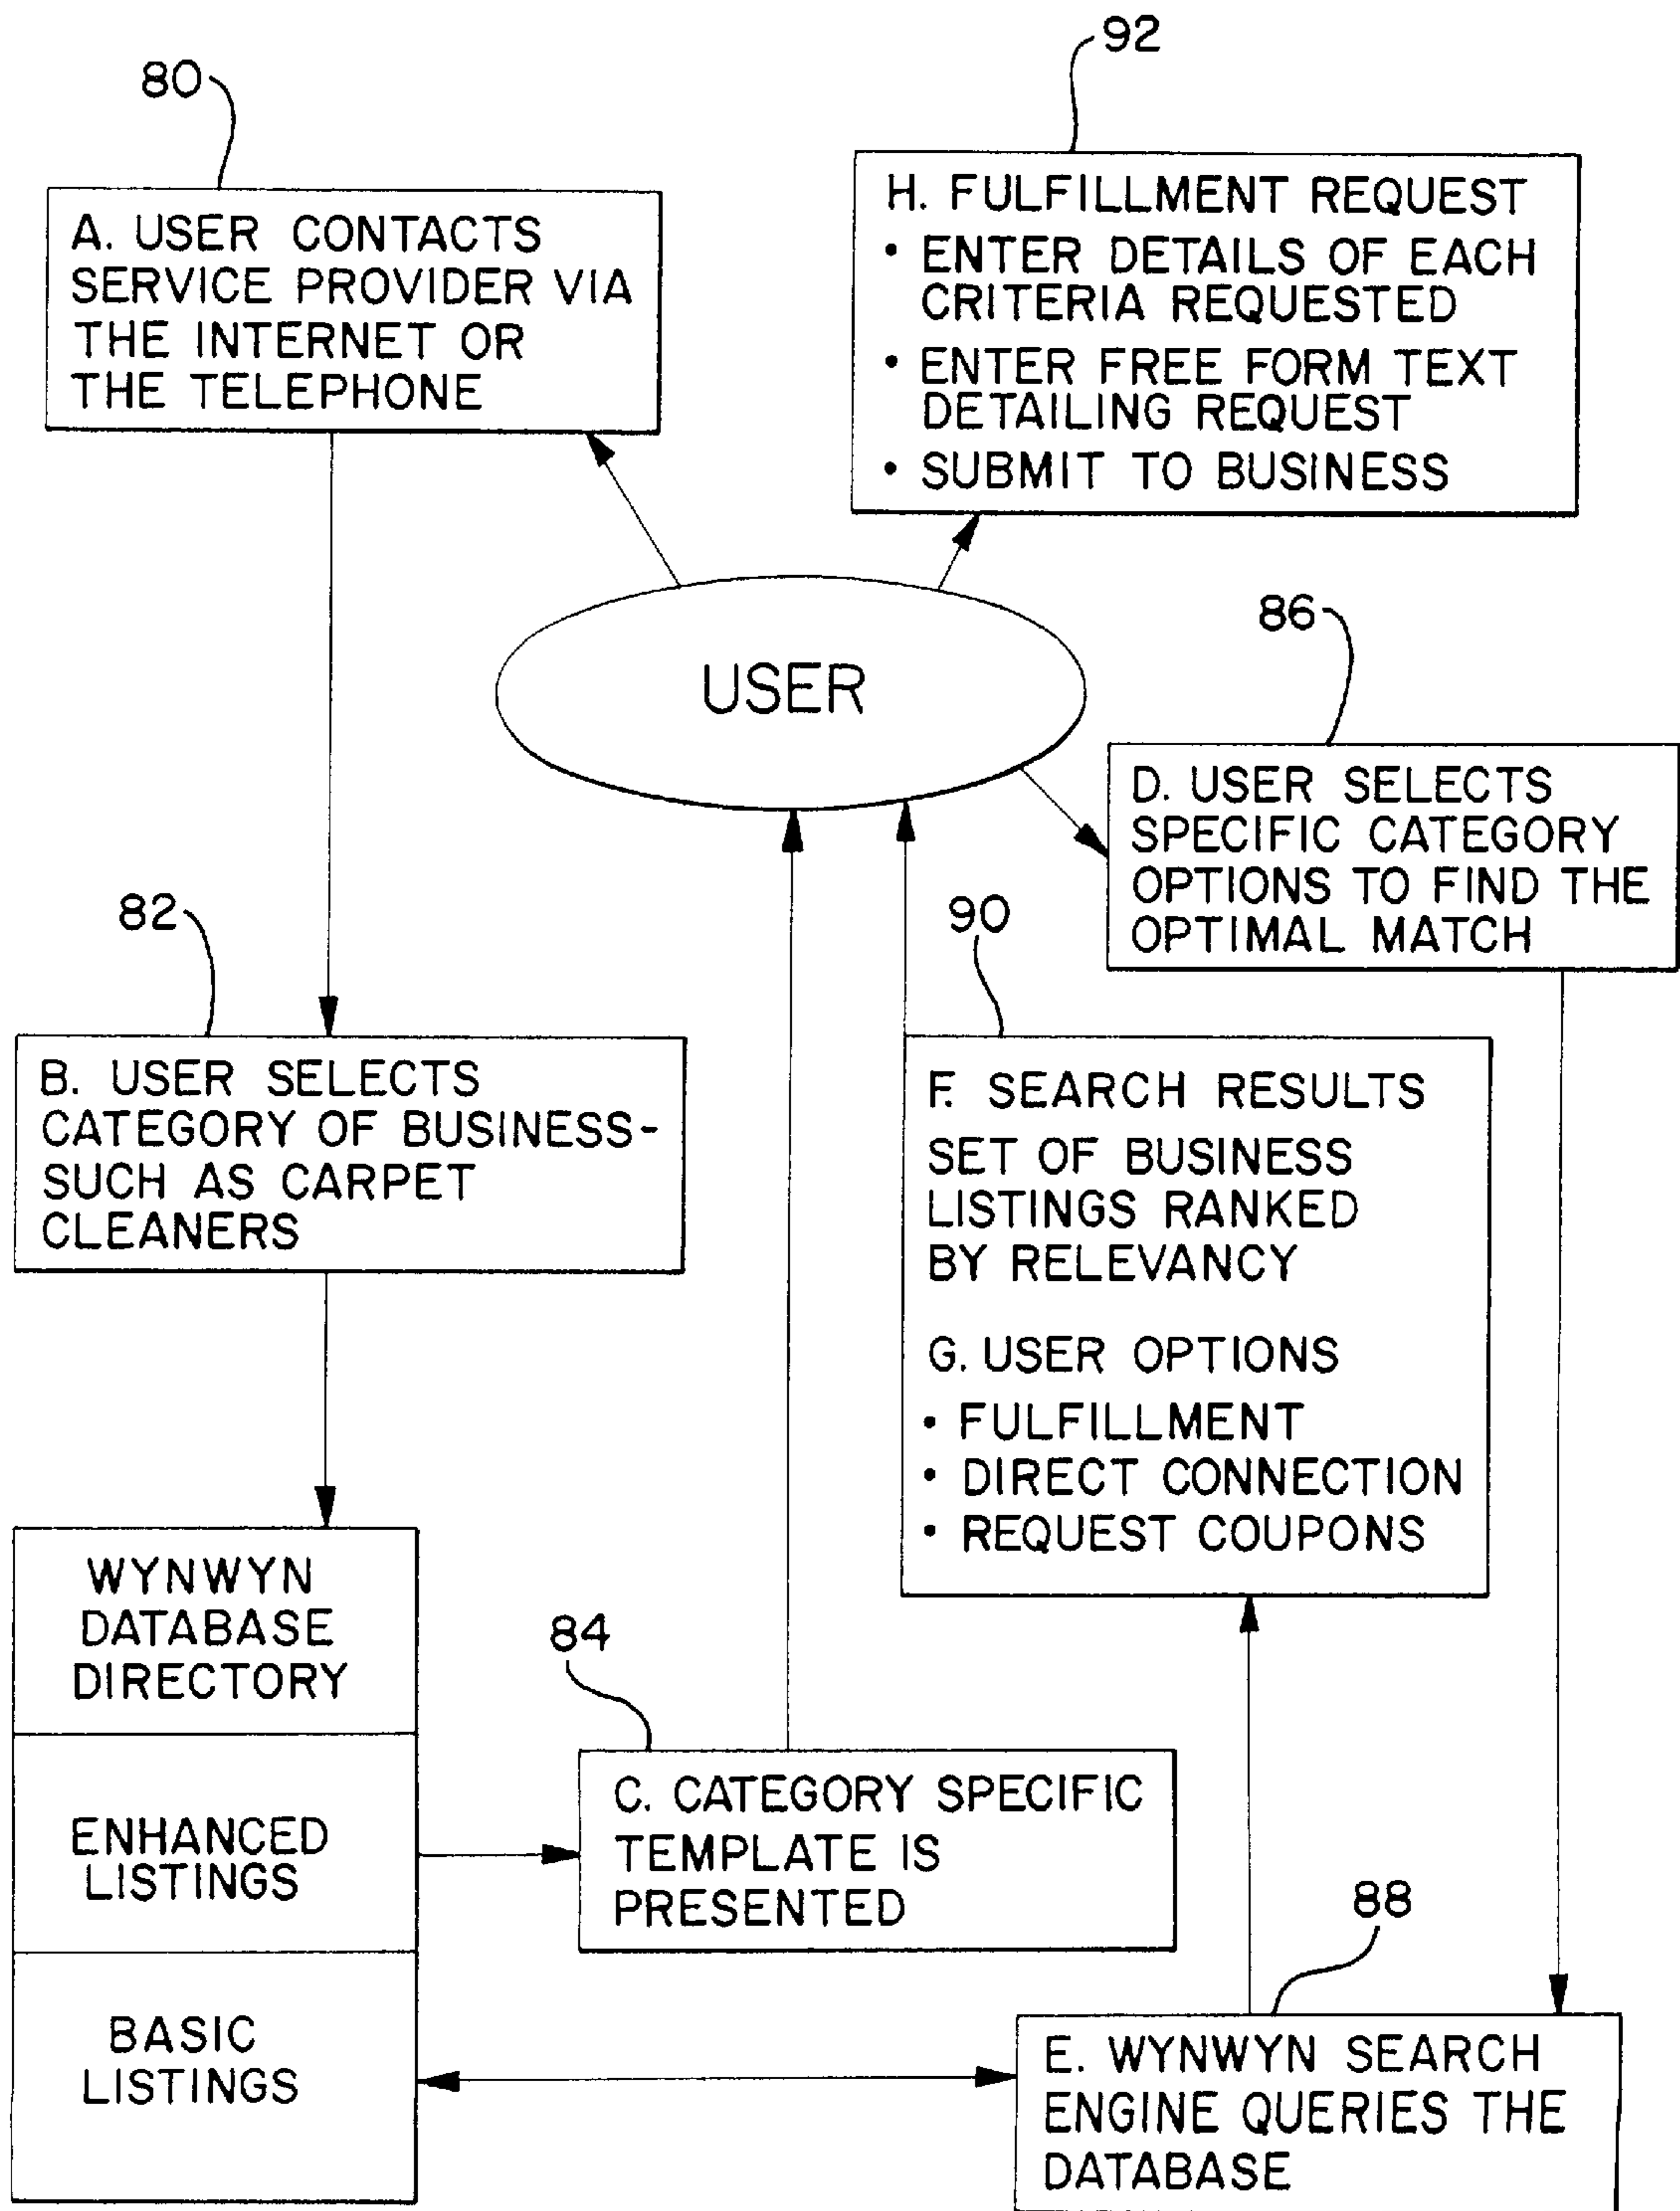 92
80
A. USER CONTACTS
SERVICE PROVIDER VIA
THE INTERNET OR
THE TELEPHONE
H. FULFILLMENT REQUEST
• ENTER DETAILS OF EACH
CRITERIA REQUESTED
• ENTER FREE FORM TEXT
DETAILING REQUEST
• SUBMIT TO BUSINESS
USER
86
D. USER SELECTS
SPECIFIC CATEGORY
OPTIONS TO FIND THE
OPTIMAL MATCH
82
B. USER SELECTS
CATEGORY OF BUSINESS-
SUCH AS CARPET
CLEANERS
90
F. SEARCH RESULTS
SET OF BUSINESS
LISTINGS RANKED
BY RELEVANCY
G. USER OPTIONS
• FULFILLMENT
• DIRECT CONNECTION
• REQUEST COUPONS
WYNWYN
DATABASE
DIRECTORY
ENHANCED
LISTINGS
BASIC
LISTINGS
84
C. CATEGORY SPECIFIC
TEMPLATE IS
PRESENTED
88
E. WYNWYN SEARCH
ENGINE QUERIES THE
DATABASE